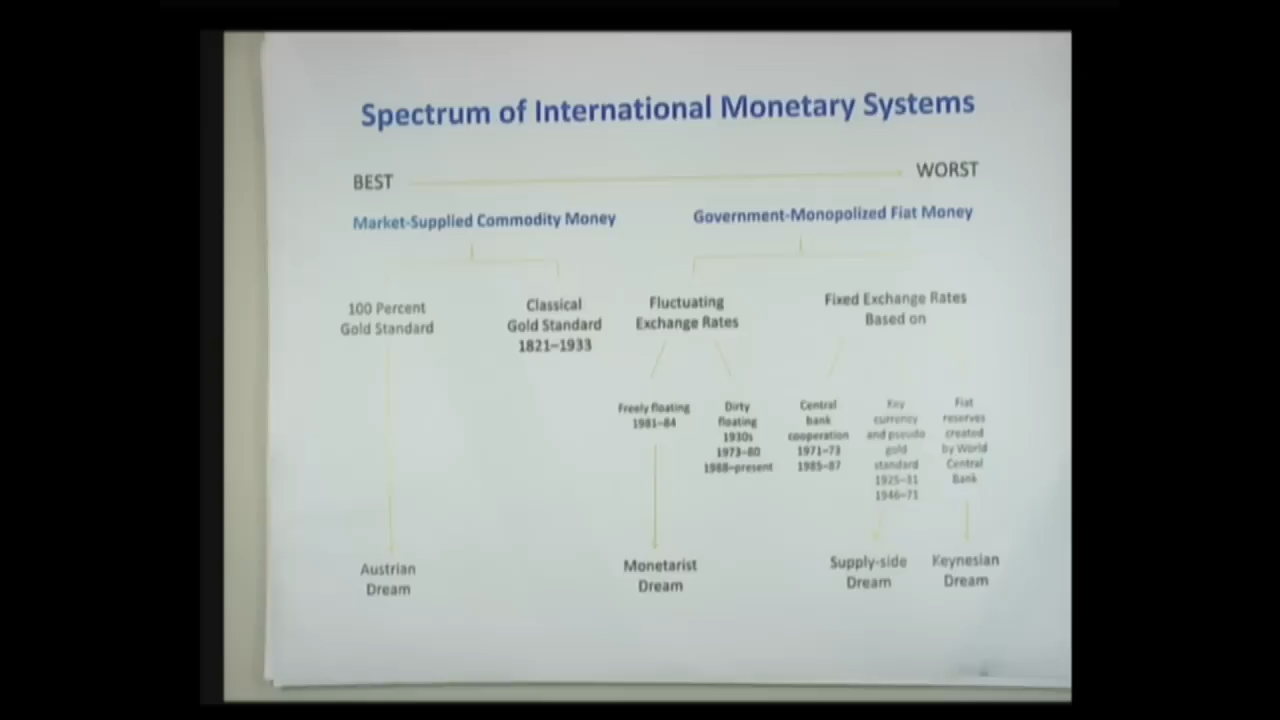 Spectrum of International Monetary Systems
BEST
WORST
Market-Supplied Commodity Money
Government-Monopolized Fiat Money
100 Percent
Gold Standard
Classical
Gold Standard
1821–1933
Fluctuating
Exchange Rates
Fixed Exchange Rates
Based on
Freely floating
1981–84
Dirty
floating
1930s
1973–80
1988–present
Central
bank
cooperation
1971–73
1985–87
Key
currency
and pseudo
gold
standard
1925–31
1946–71
Fiat
reserves
created
by World
Central
Bank
Austrian
Dream
Monetarist
Dream
Supply-side
Dream
Keynesian
Dream